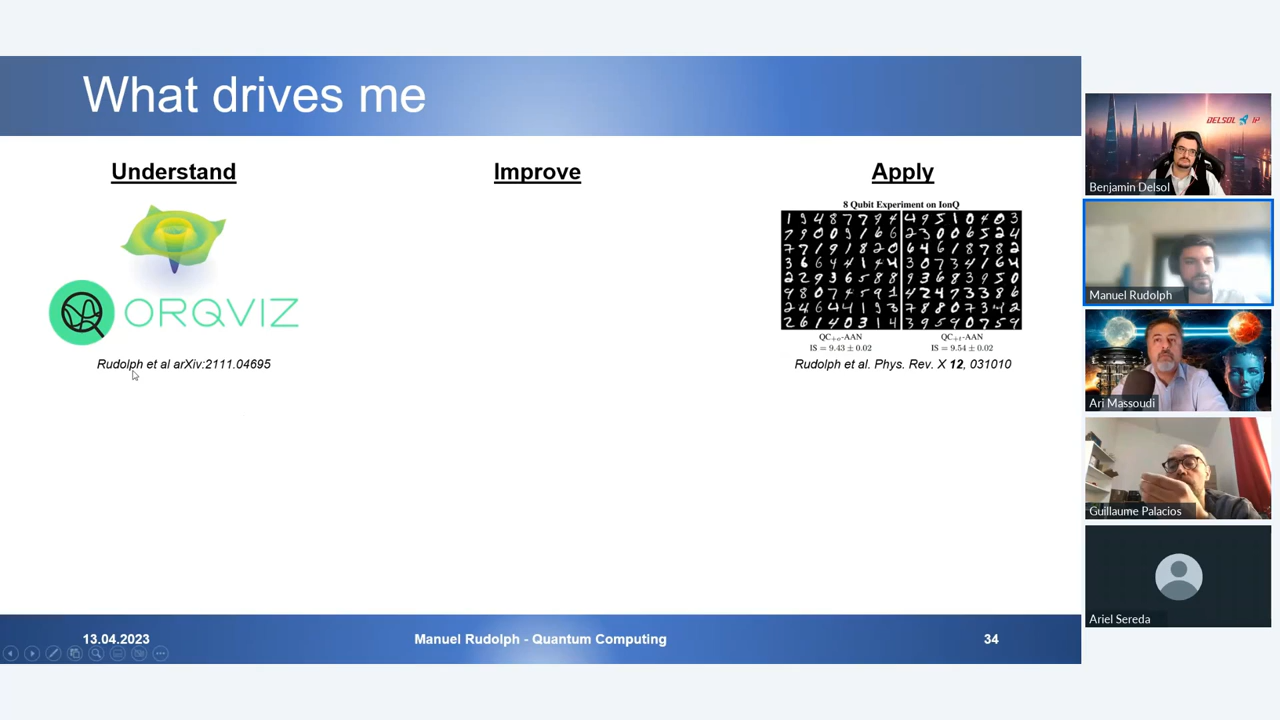 What drives me
Understand
Improve
Apply
ORQVIZ
Rudolph et al arXiv:2111.04695
8 Qubit Experiment on IonQ
QC+o-AAN
IS = 9.43 ± 0.02
QC+t-AAN
IS = 9.54 ± 0.02
Rudolph et al. Phys. Rev. X 12, 031010
13.04.2023
Manuel Rudolph - Quantum Computing
34
DELSOL IP
Benjamin Delsol
Manuel Rudolph
Ari Massoudi
Guillaume Palacios
Ariel Sereda